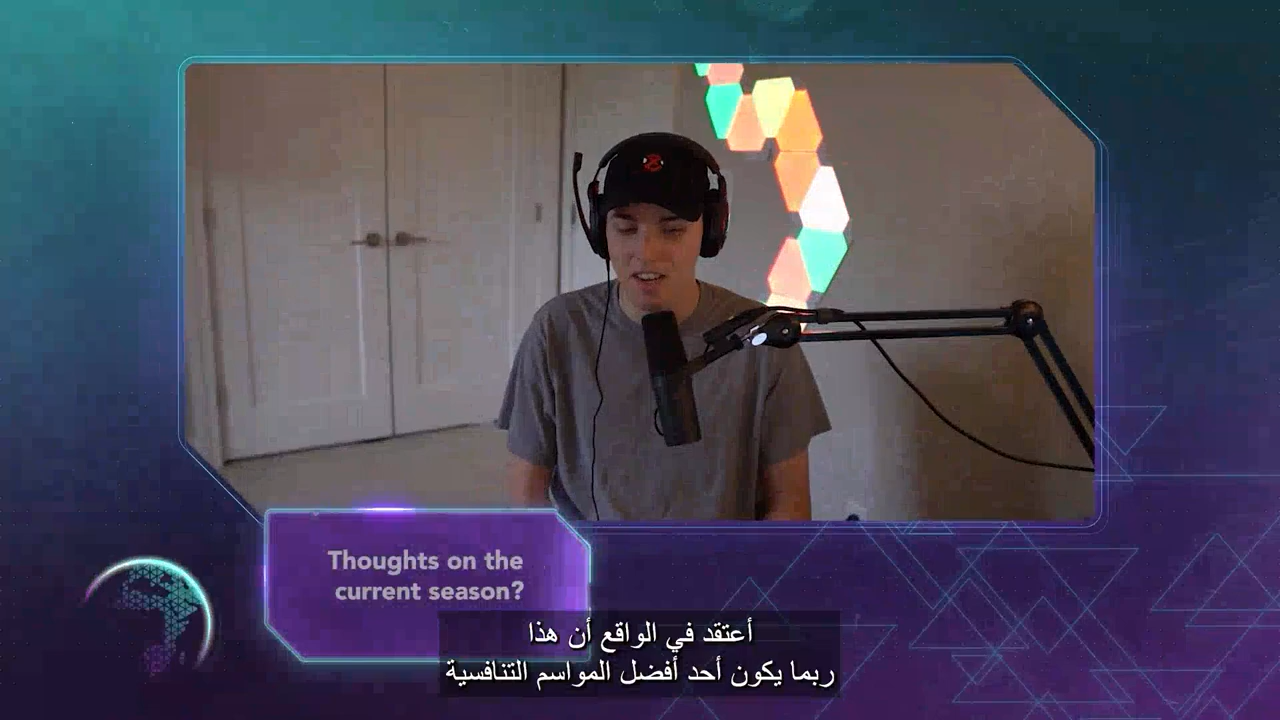 Thoughts on the
current season?
أعتقد في الواقع أن هذا
ربما يكون أحد أفضل المواسم التنافسية